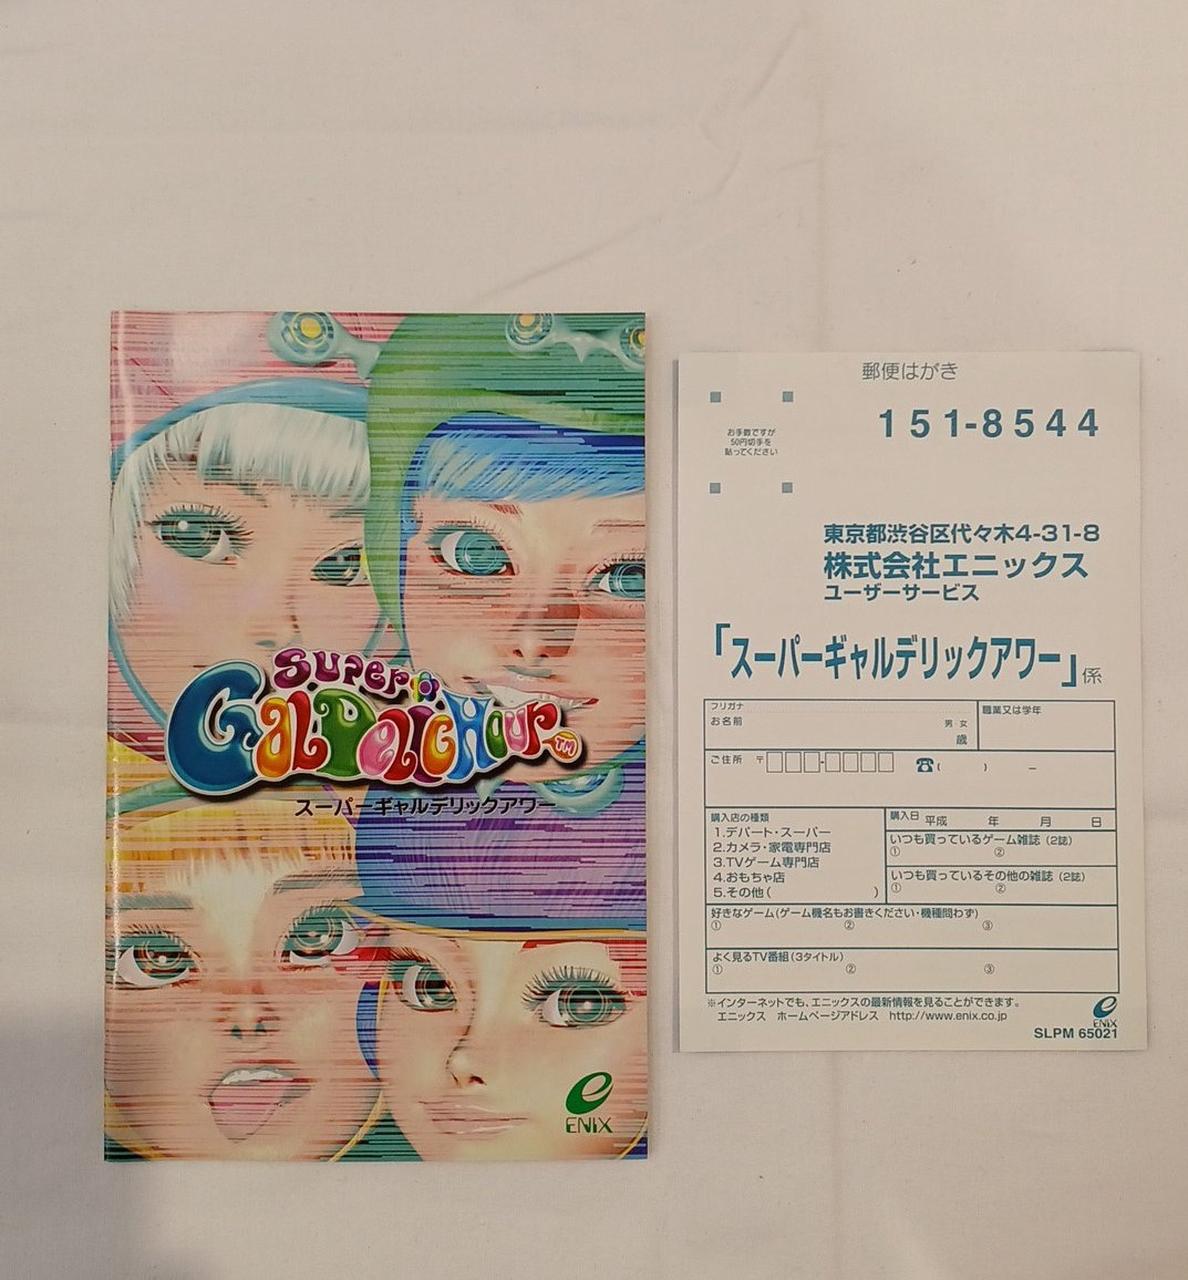 Super
GalDelicHour
TM
スーパーギャルデリックアワー
ENIX
郵便はがき
151-8544
お手数ですが
50円切手を
貼ってください
東京都渋谷区代々木4-31-8
株式会社エニックス
ユーザーサービス
「スーパーギャルデリックアワー」係
フリガナ
お名前
男・女
歳
職業又は学年
ご住所 〒
☎( ) −
購入店の種類
1.デパート・スーパー
2.カメラ・家電専門店
3.TVゲーム専門店
4.おもちゃ店
5.その他( )
購入日 平成 年 月 日
いつも買っているゲーム雑誌(2誌)
① ②
いつも買っているその他の雑誌(2誌)
① ②
好きなゲーム(ゲーム機名もお書きください・機種問わず)
① ② ③
よく見るTV番組(3タイトル)
① ② ③
※インターネットでも、エニックスの最新情報を見ることができます。
エニックス ホームページアドレス http://www.enix.co.jp
ENIX
SLPM 65021